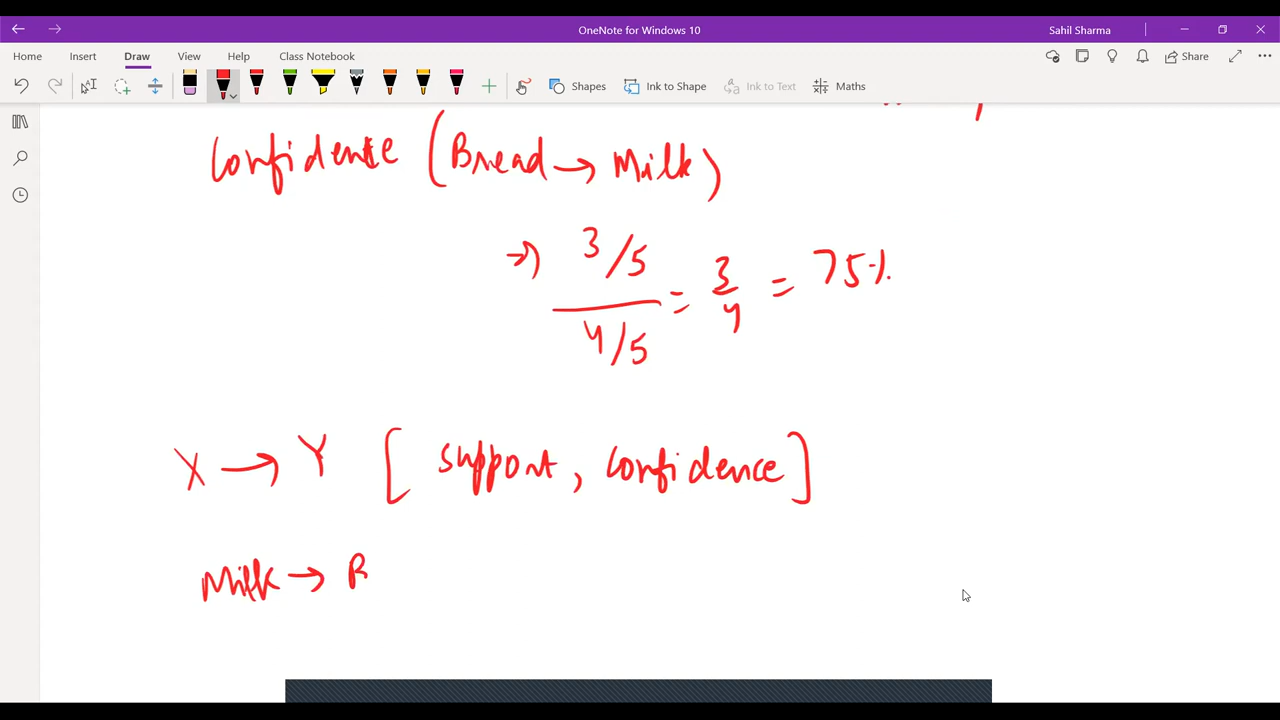 OneNote for Windows 10
Sahil Sharma
Home Insert Draw View Help Class Notebook
Share
Shapes Ink to Shape Ink to Text Maths
Confidence (Bread → Milk)
⇒ 3/5 / 4/5 = 3/4 = 75%
X → Y [support, confidence]
Milk → B